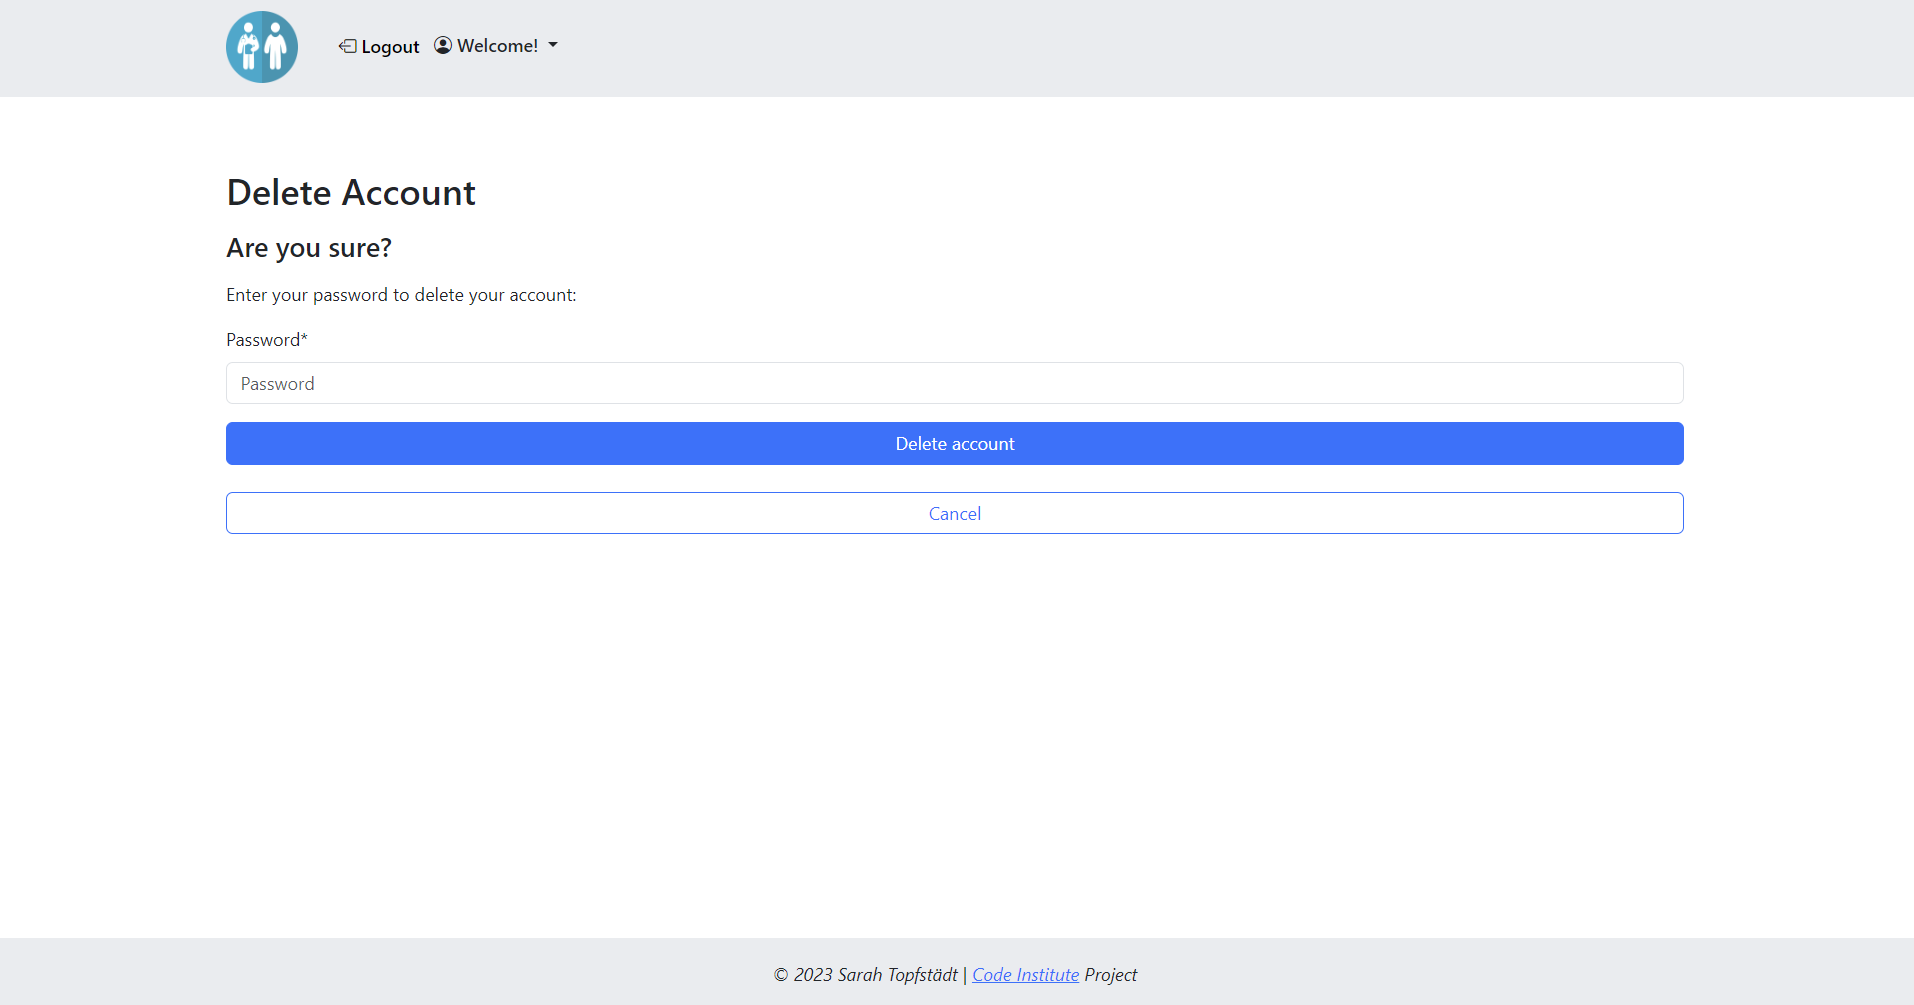 Logout Welcome!
Delete Account
Are you sure?
Enter your password to delete your account:
Password*
Password
Delete account
Cancel
© 2023 Sarah Topfstädt | Code Institute Project